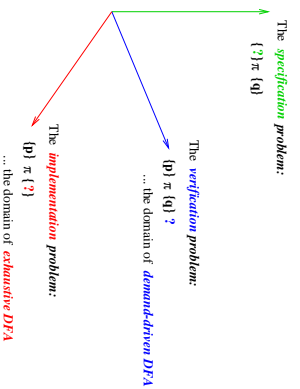 The specification problem:
{?} π {q}
The verification problem:
{p} π {q} ?
... the domain of demand-driven DFA
The implementation problem:
{p} π {?}
... the domain of exhaustive DFA